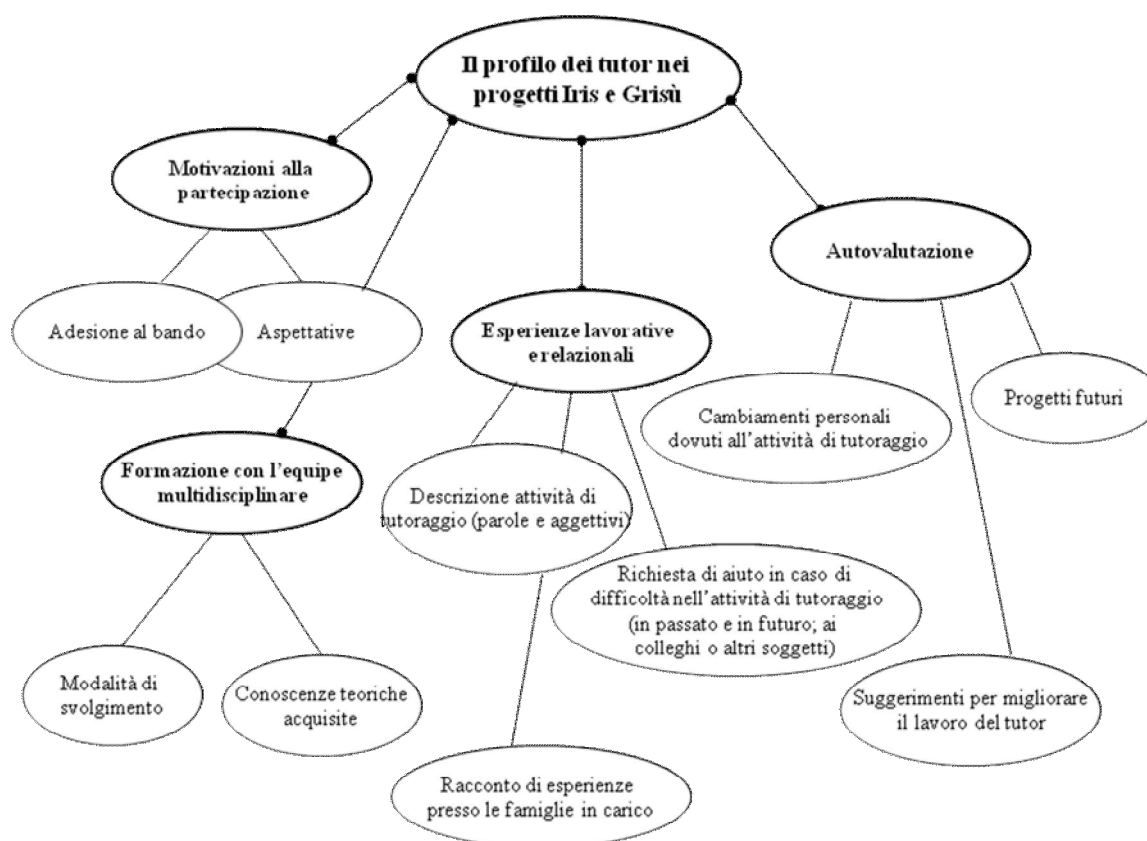 Il profilo dei tutor nei
progetti Iris e Grisù
Motivazioni alla
partecipazione
Autovalutazione
Adesione al bando
Aspettative
Esperienze lavorative
e relazionali
Progetti futuri
Cambiamenti personali
dovuti all'attività di tutoraggio
Formazione con l'equipe
multidisciplinare
Descrizione attività di
tutoraggio (parole e aggettivi)
Richiesta di aiuto in caso di
difficoltà nell'attività di tutoraggio
(in passato e in futuro; ai
colleghi o altri soggetti)
Modalità di
svolgimento
Conoscenze teoriche
acquisite
Suggerimenti per migliorare
il lavoro del tutor
Racconto di esperienze
presso le famiglie in carico